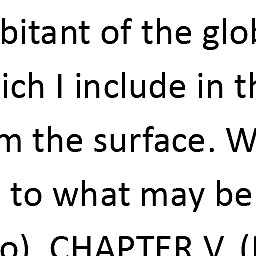 bitant of the glob
ich I include in th
m the surface. W
to what may be
o). CHAPTER V. (